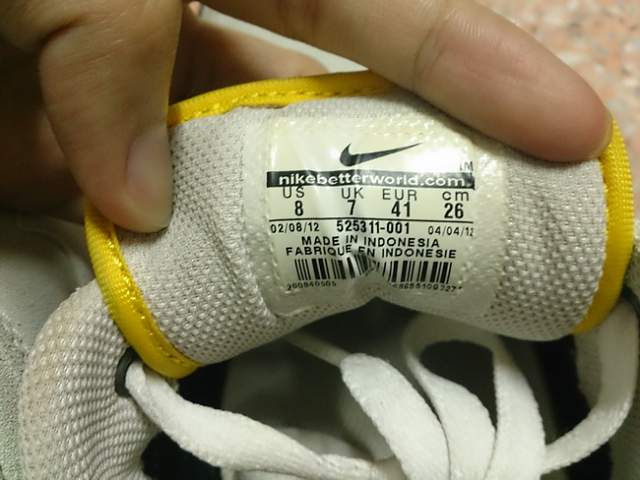 nikebetterworld.com
US UK EUR cm
8 7 41 26
02/08/12 525311-001 04/04/12
MADE IN INDONESIA
FABRIQUE EN INDONESIE